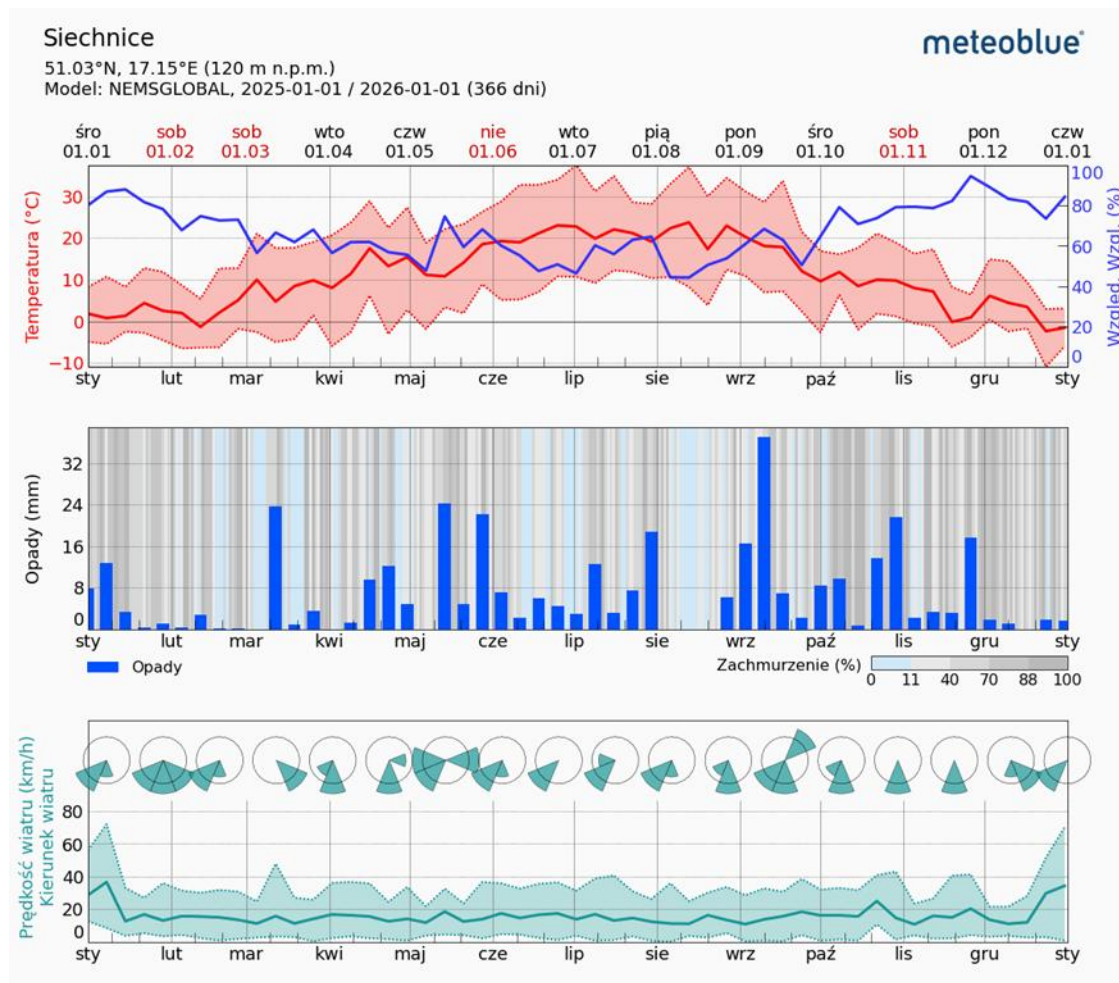 Siechnice
meteoblue
51.03°N, 17.15°E (120 m n.p.m.)
Model: NEMSGLOBAL, 2025-01-01 / 2026-01-01 (366 dni)
śro sob sob wto czw nie wto pią pon śro sob pon czw
01.01 01.02 01.03 01.04 01.05 01.06 01.07 01.08 01.09 01.10 01.11 01.12 01.01
Temperatura (°C)
30
20
10
0
−10
100
80
60
40
20
0
Wzgled. Wzgl. (%)
sty lut mar kwi maj cze lip sie wrz paź lis gru sty
Opady (mm)
32
24
16
8
0
sty lut mar kwi maj cze lip sie wrz paź lis gru sty
Opady
Zachmurzenie (%)
0 11 40 70 88 100
Prędkość wiatru (km/h)
Kierunek wiatru
80
60
40
20
0
sty lut mar kwi maj cze lip sie wrz paź lis gru sty